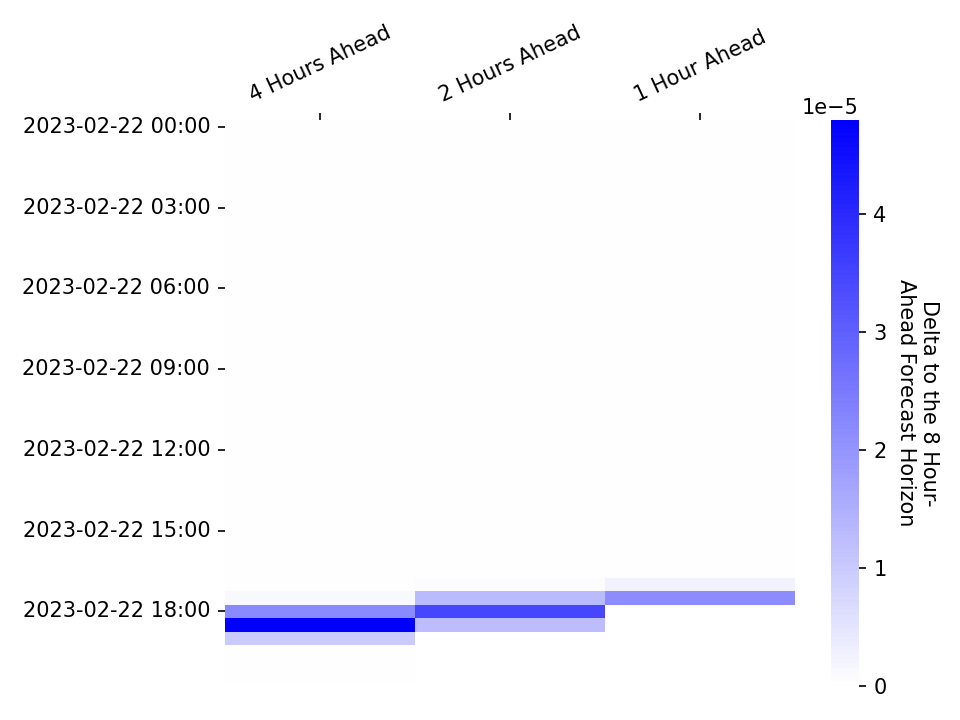 4 Hours Ahead
2 Hours Ahead
1 Hour Ahead
1e−5
2023-02-22 00:00
2023-02-22 03:00
2023-02-22 06:00
2023-02-22 09:00
2023-02-22 12:00
2023-02-22 15:00
2023-02-22 18:00
4
3
2
1
0
Delta to the 8 Hour-
Ahead Forecast Horizon